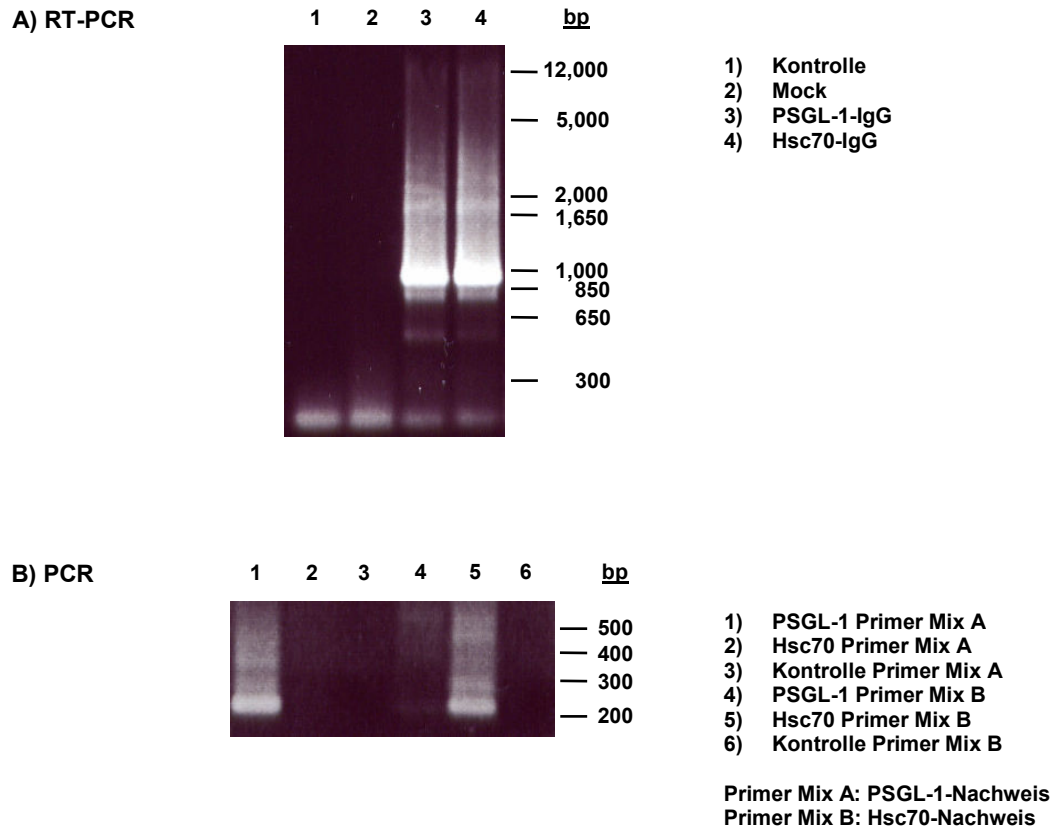 A) RT-PCR
1 2 3 4 bp
12,000
5,000
2,000
1,650
1,000
850
650
300
1) Kontrolle
2) Mock
3) PSGL-1-IgG
4) Hsc70-IgG
B) PCR
1 2 3 4 5 6 bp
500
400
300
200
1) PSGL-1 Primer Mix A
2) Hsc70 Primer Mix A
3) Kontrolle Primer Mix A
4) PSGL-1 Primer Mix B
5) Hsc70 Primer Mix B
6) Kontrolle Primer Mix B
Primer Mix A: PSGL-1-Nachweis
Primer Mix B: Hsc70-Nachweis